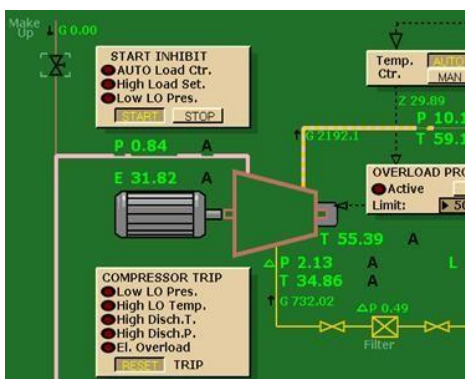 Make
Up
G 0.00
START INHIBIT
AUTO Load Ctr.
High Load Set.
Low LO Pres.
START STOP
Temp.
Ctr.
AUTO
MAN
Z 29.89
P 10.1
T 59.1
G 2192.1
P 0.84 A
E 31.82 A
OVERLOAD PRO
Active
Limit: 50
T 55.39 A
P 2.13 A L
T 34.86 A
G 732.02
P 0.49
Filter
COMPRESSOR TRIP
Low LO Pres.
High LO Temp.
High Disch.T.
High Disch.P.
El. Overload
RESET TRIP